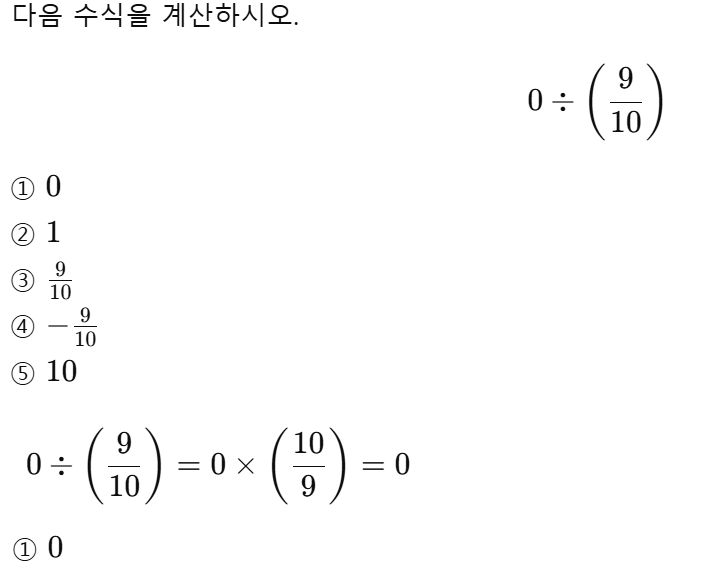 다음 수식을 계산하시오.
0 ÷ (9/10)
① 0
② 1
③ 9/10
④ −9/10
⑤ 10
0 ÷ (9/10) = 0 × (10/9) = 0
① 0